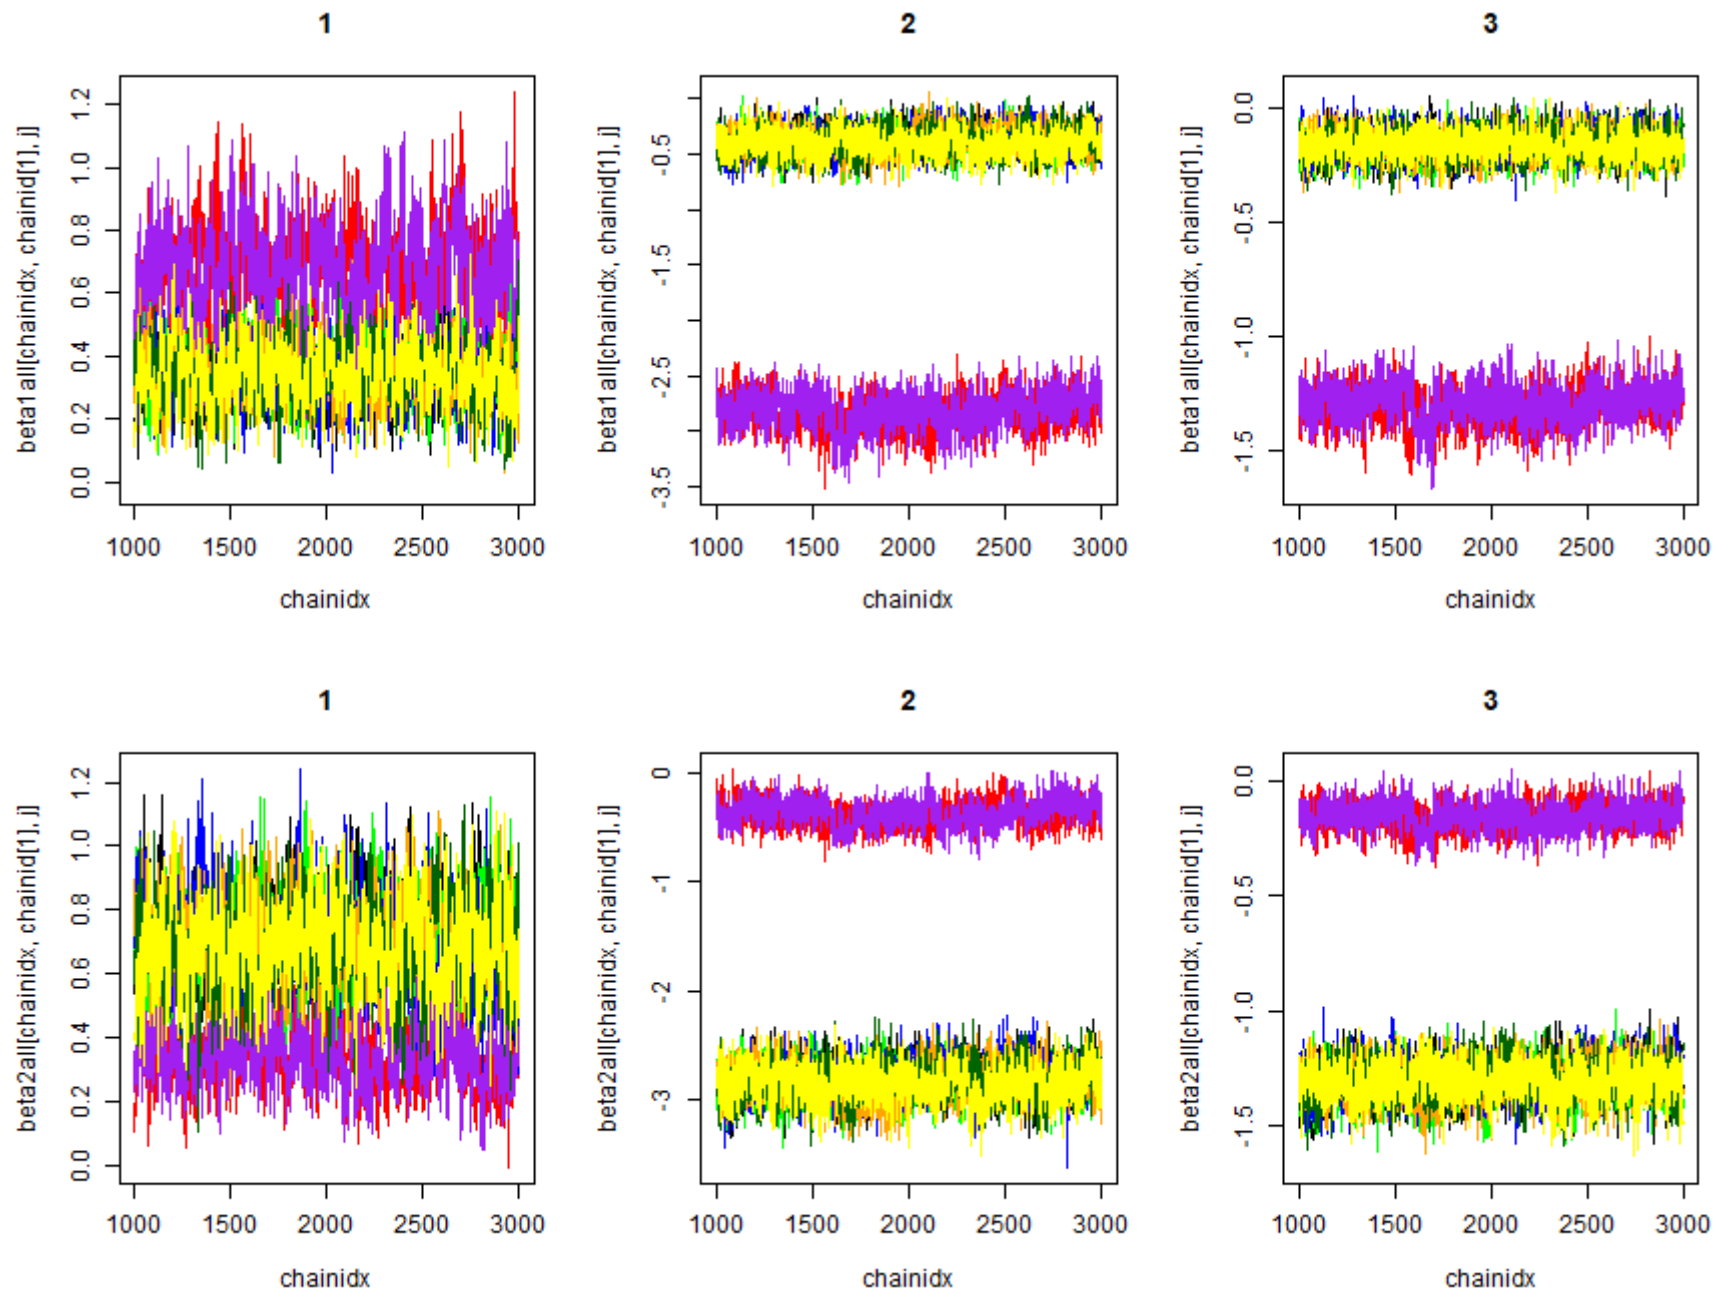 1
beta1all[chainidx, chainid[1], j]
0.0 0.2 0.4 0.6 0.8 1.0 1.2
1000 1500 2000 2500 3000
chainidx
2
beta1all[chainidx, chainid[1], j]
-3.5 -2.5 -1.5 -0.5
1000 1500 2000 2500 3000
chainidx
3
beta1all[chainidx, chainid[1], j]
-1.5 -1.0 -0.5 0.0
1000 1500 2000 2500 3000
chainidx
1
beta2all[chainidx, chainid[1], j]
0.0 0.2 0.4 0.6 0.8 1.0 1.2
1000 1500 2000 2500 3000
chainidx
2
beta2all[chainidx, chainid[1], j]
-3 -2 -1 0
1000 1500 2000 2500 3000
chainidx
3
beta2all[chainidx, chainid[1], j]
-1.5 -1.0 -0.5 0.0
1000 1500 2000 2500 3000
chainidx